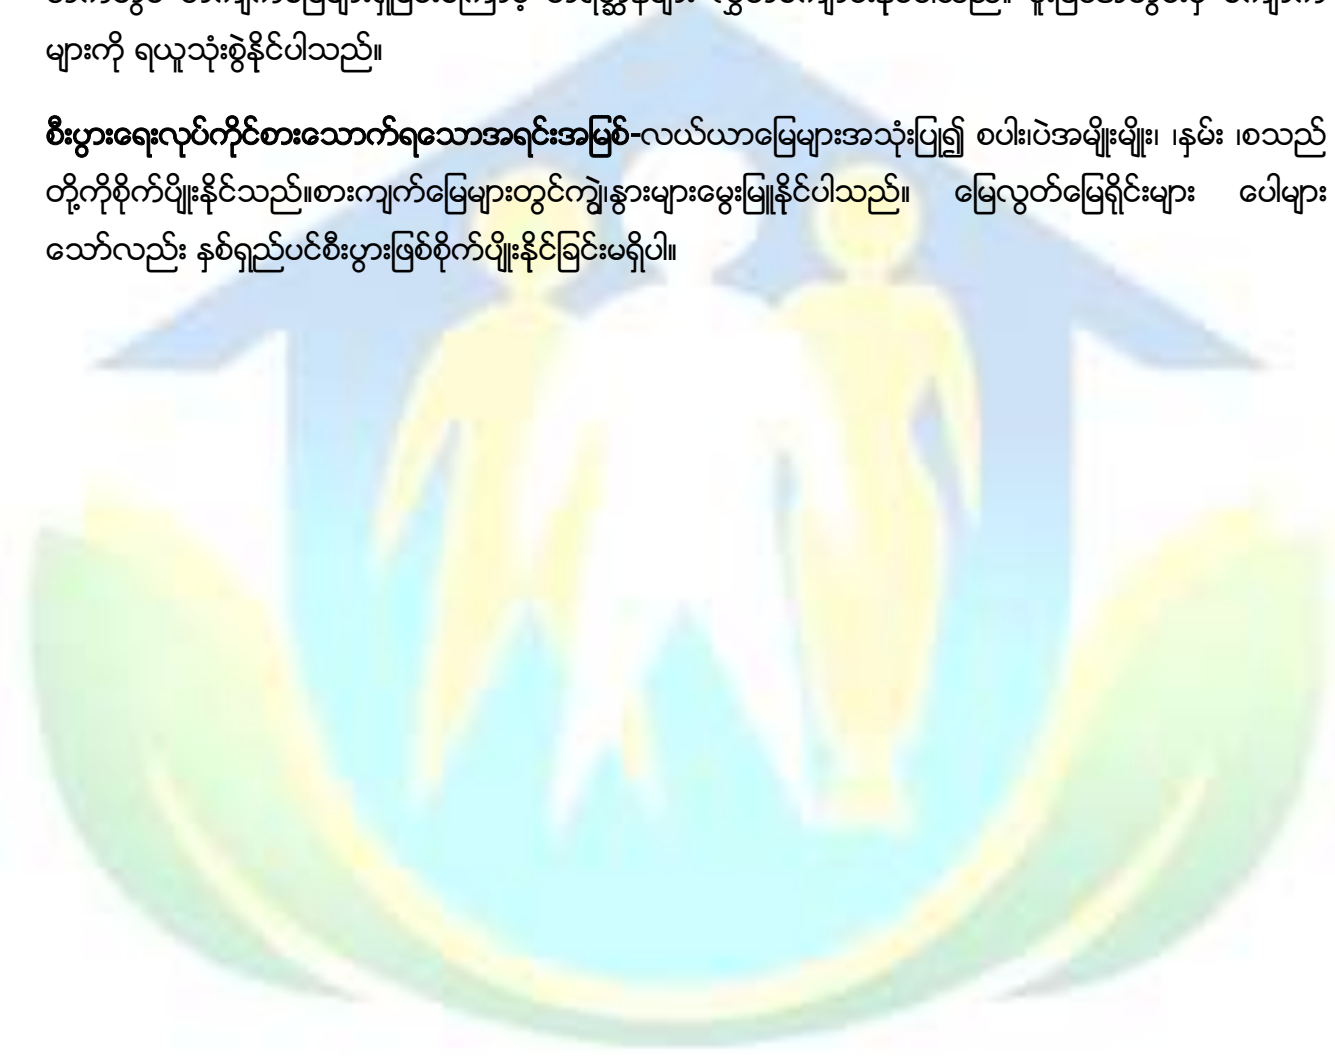 များကို ရယူသုံးစွဲနိုင်ပါသည်။
စီးပွားရေးလုပ်ကိုင်စားသောက်ရသောအရင်းအမြစ်-လယ်ယာမြေများအသုံးပြု၍ စပါး၊ပဲအမျိုးမျိုး၊ ၊နှမ်း ၊စသည်
တို့ကိုစိုက်ပျိုးနိုင်သည်။စားကျက်မြေများတွင်ကျွဲ၊နွားများမွေးမြူနိုင်ပါသည်။ မြေလွတ်မြေရိုင်းများ ပေါများ
သော်လည်း နှစ်ရှည်ပင်စီးပွားဖြစ်စိုက်ပျိုးနိုင်ခြင်းမရှိပါ။